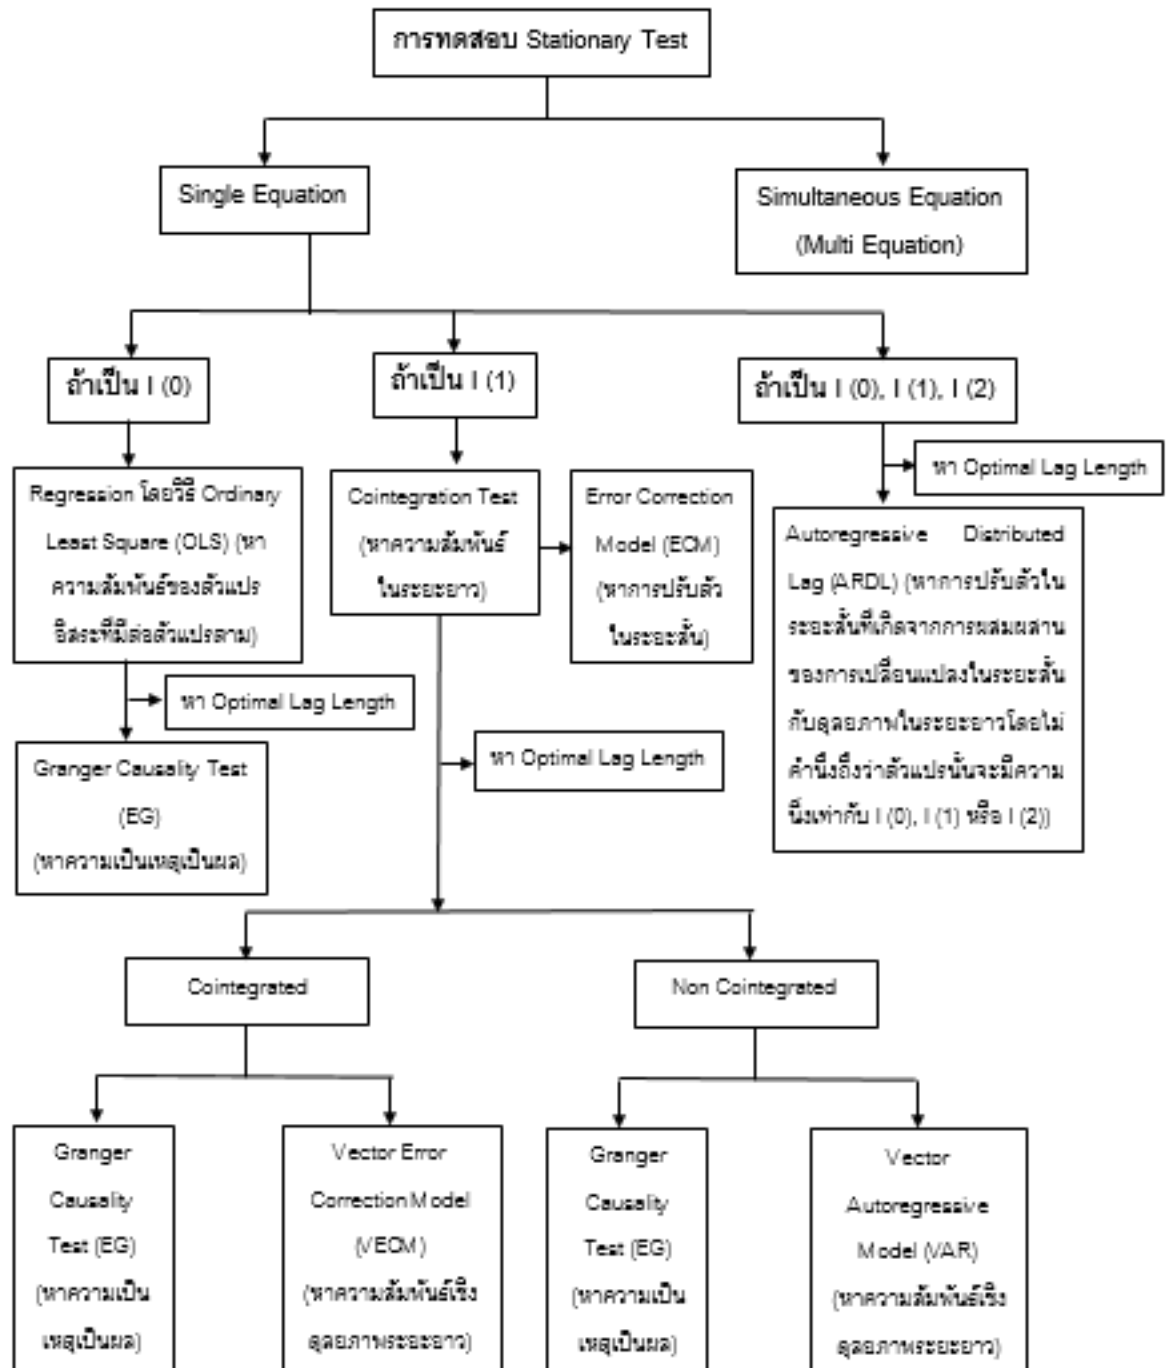 การทดสอบ Stationary Test
Single Equation
Simultaneous Equation
(Multi Equation)
ถ้าเป็น I (0)
ถ้าเป็น I (1)
ถ้าเป็น I (0), I (1), I (2)
หา Optimal Lag Length
Regression โดยวิธี Ordinary
Least Square (OLS) (หา
ความสัมพันธ์ของตัวแปร
อิสระที่มีต่อตัวแปรตาม)
Cointegration Test
(หาความสัมพันธ์
ในระยะยาว)
Error Correction
Model (ECM)
(หาการปรับตัว
ในระยะสั้น)
Autoregressive Distributed
Lag (ARDL) (หาการปรับตัวใน
ระยะสั้นที่เกิดจากการผสมผสาน
ของการเปลี่ยนแปลงในระยะสั้น
กับดุลยภาพในระยะยาวโดยไม่
คำนึงถึงว่าตัวแปรนั้นจะมีความ
นิ่งเท่ากับ I (0), I (1) หรือ I (2))
หา Optimal Lag Length
Granger Causality Test
(EG)
(หาความเป็นเหตุเป็นผล)
หา Optimal Lag Length
Cointegrated
Non Cointegrated
Granger
Causality
Test (EG)
(หาความเป็น
เหตุเป็นผล)
Vector Error
Correction Model
(VECM)
(หาความสัมพันธ์เชิง
ดุลยภาพระยะยาว)
Granger
Causality
Test (EG)
(หาความเป็น
เหตุเป็นผล)
Vector
Autoregressive
Model (VAR)
(หาความสัมพันธ์เชิง
ดุลยภาพระยะยาว)